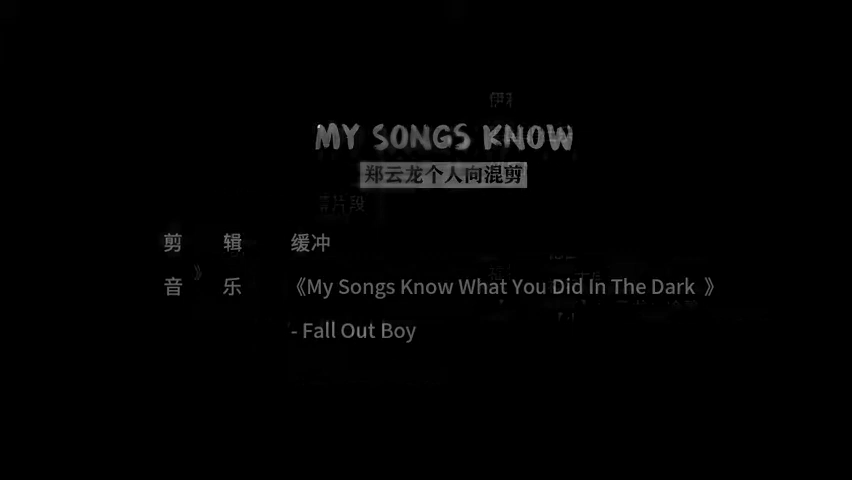 MY SONGS KNOW
郑云龙个人向混剪
剪 辑 缓冲
音 乐 《My Songs Know What You Did In The Dark 》
- Fall Out Boy